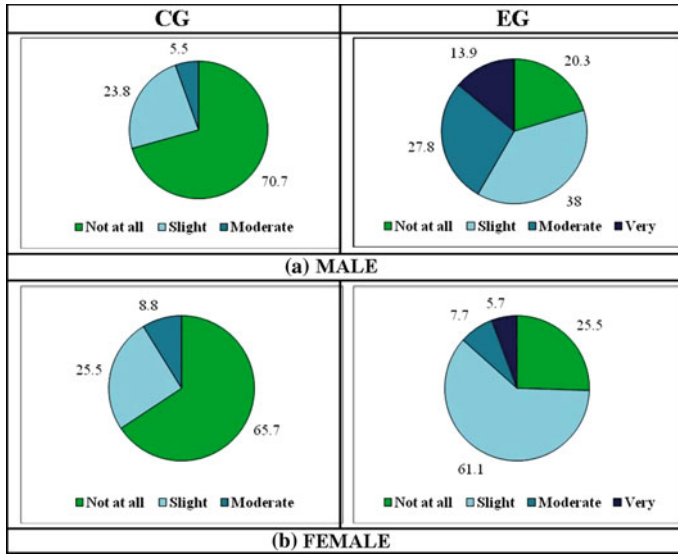 CG EG
5.5
23.8
70.7
Not at all Slight Moderate
13.9 20.3
27.8
38
Not at all Slight Moderate Very
(a) MALE
8.8
25.5
65.7
Not at all Slight Moderate
5.7
7.7 25.5
61.1
Not at all Slight Moderate Very
(b) FEMALE